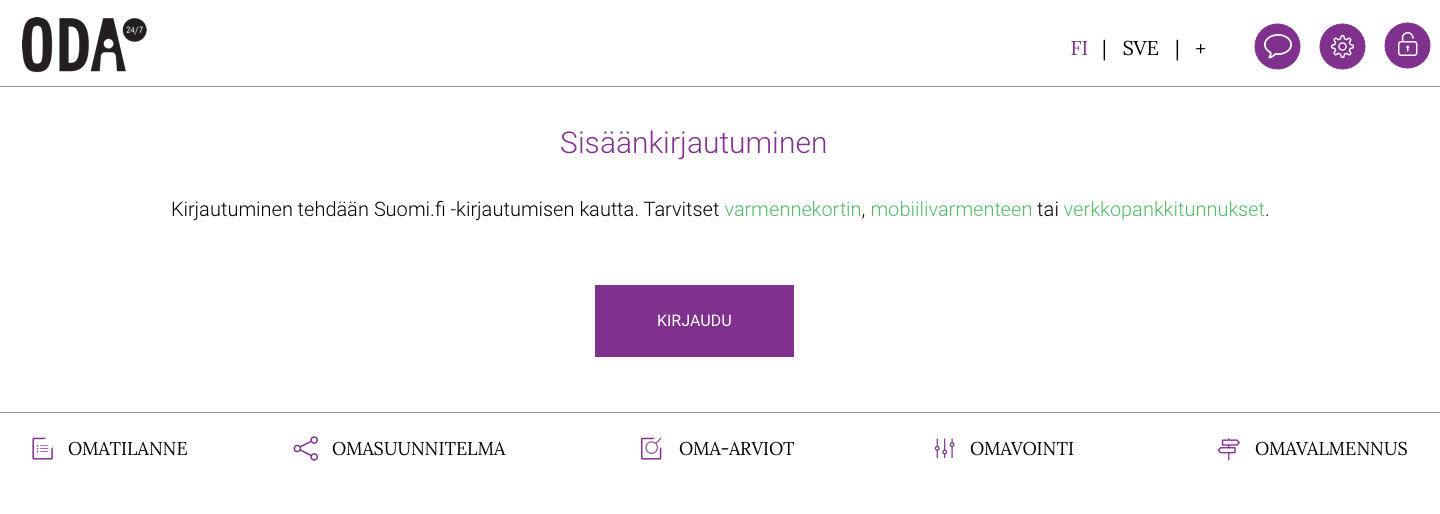 ODA 24/7
FI | SVE | +
Sisäänkirjautuminen
Kirjautuminen tehdään Suomi.fi -kirjautumisen kautta. Tarvitset varmennekortin, mobiilivarmenteen tai verkkopankkitunnukset.
KIRJAUDU
OMATILANNE OMASUUNNITELMA OMA-ARVIOT OMAVOINTI OMAVALMENNUS